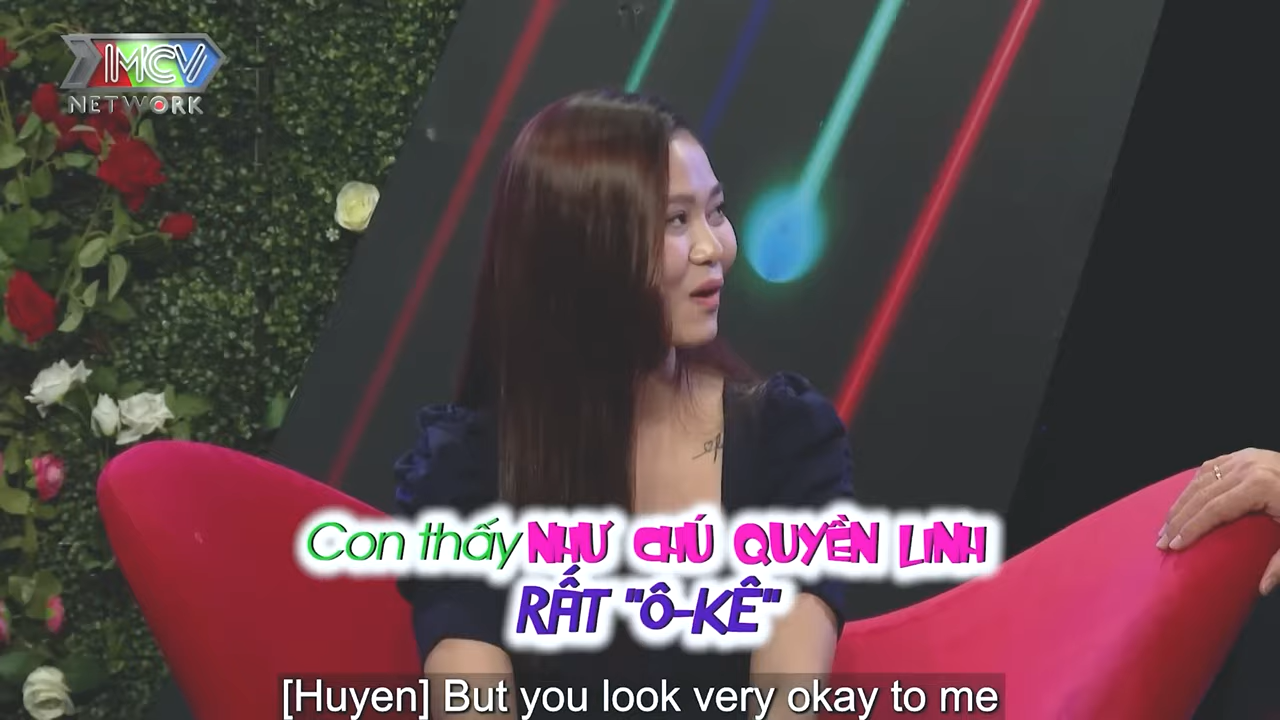 MCV
NETWORK
Con thấy NHƯ CHÚ QUYỀN LINH
RẤT "Ô-KÊ"
[Huyen] But you look very okay to me